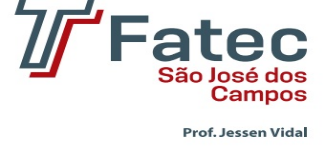 Fatec
São José dos
Campos
Prof. Jessen Vidal